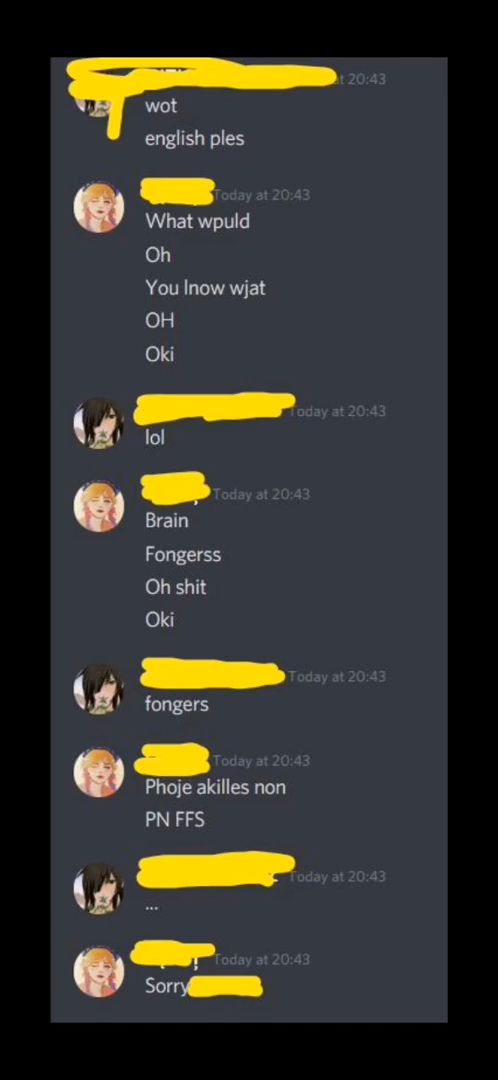 at 20:43
wot
english ples
Today at 20:43
What wpuld
Oh
You lnow wjat
OH
Oki
Today at 20:43
lol
Today at 20:43
Brain
Fongerss
Oh shit
Oki
Today at 20:43
fongers
Today at 20:43
Phoje akilles non
PN FFS
Today at 20:43
...
Today at 20:43
Sorry